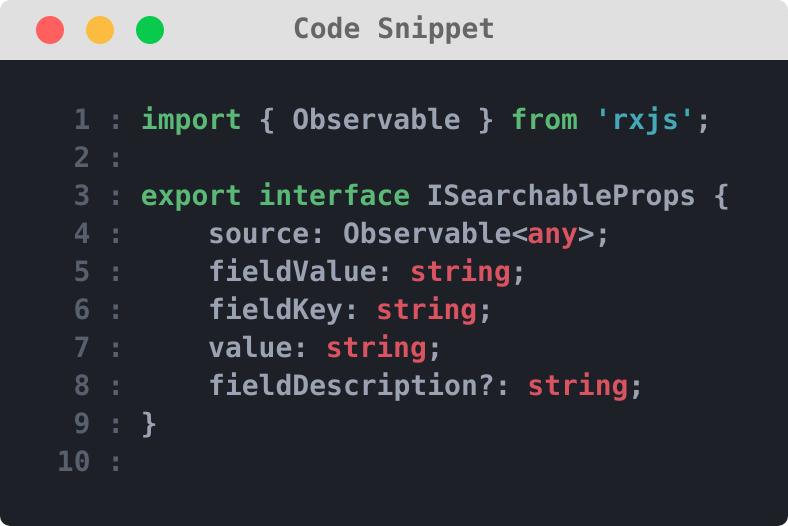 Code Snippet
1 : import { Observable } from 'rxjs';
2 :
3 : export interface ISearchableProps {
4 :     source: Observable<any>;
5 :     fieldValue: string;
6 :     fieldKey: string;
7 :     value: string;
8 :     fieldDescription?: string;
9 : }
10 :